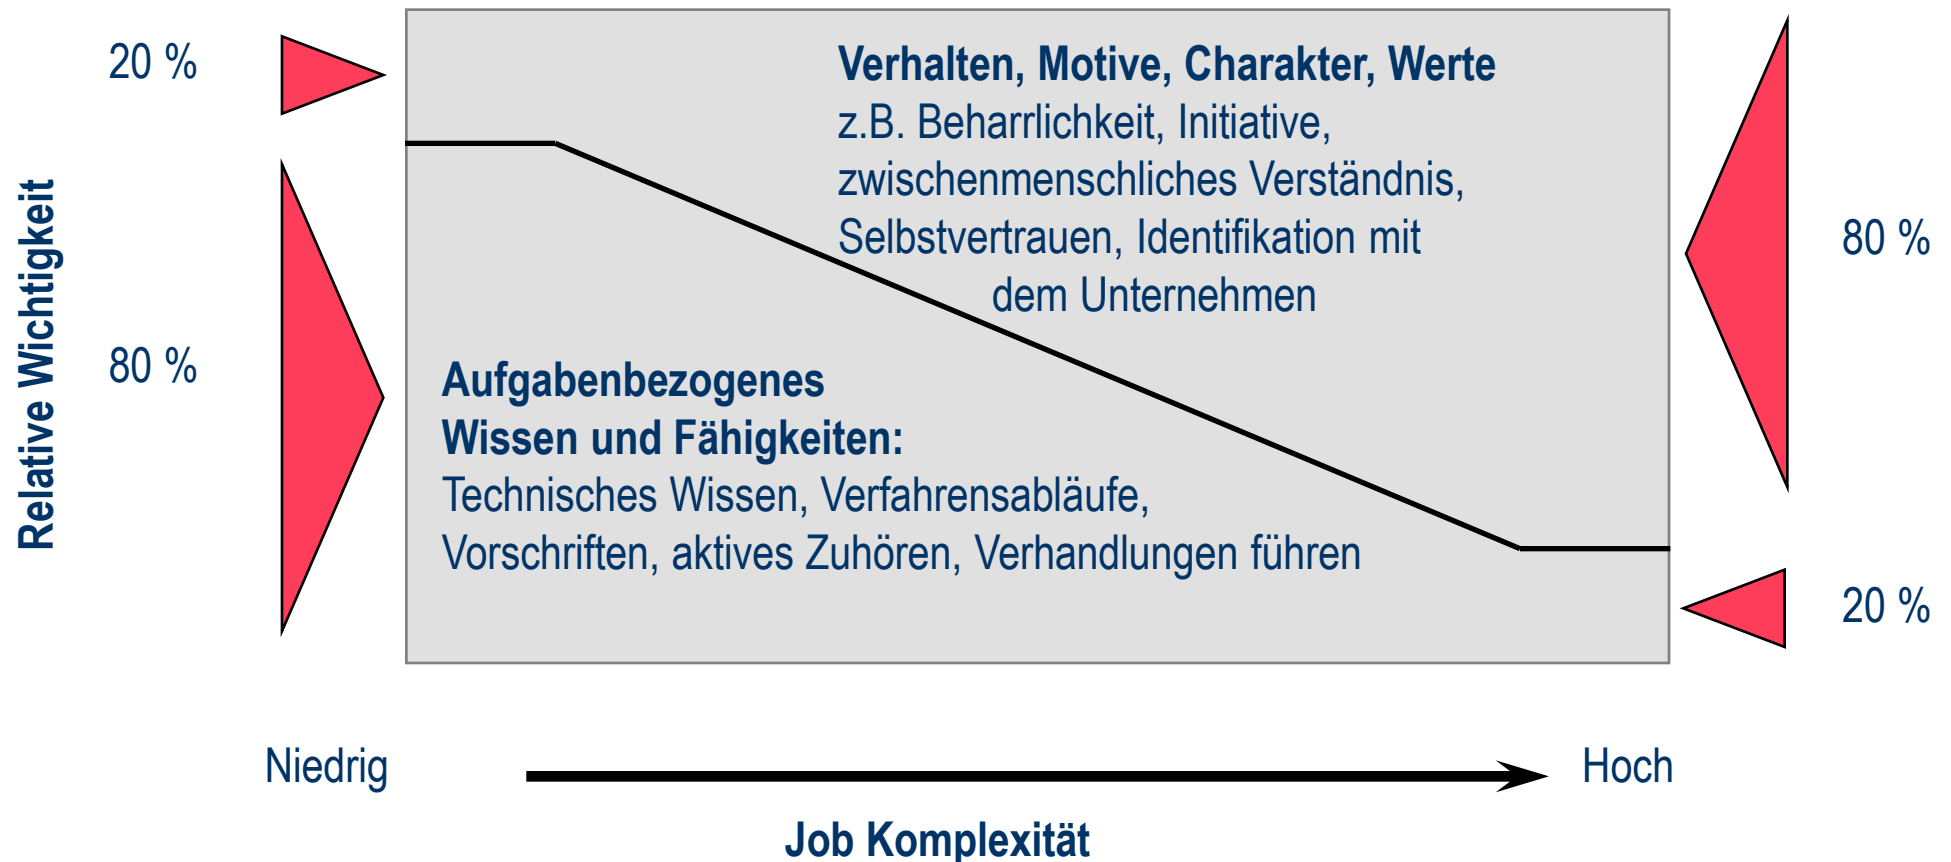 20 %
Verhalten, Motive, Charakter, Werte
z.B. Beharrlichkeit, Initiative,
zwischenmenschliches Verständnis,
Selbstvertrauen, Identifikation mit
dem Unternehmen
80 %
Relative Wichtigkeit
80 %
Aufgabenbezogenes
Wissen und Fähigkeiten:
Technisches Wissen, Verfahrensabläufe,
Vorschriften, aktives Zuhören, Verhandlungen führen
20 %
Niedrig
Hoch
Job Komplexität